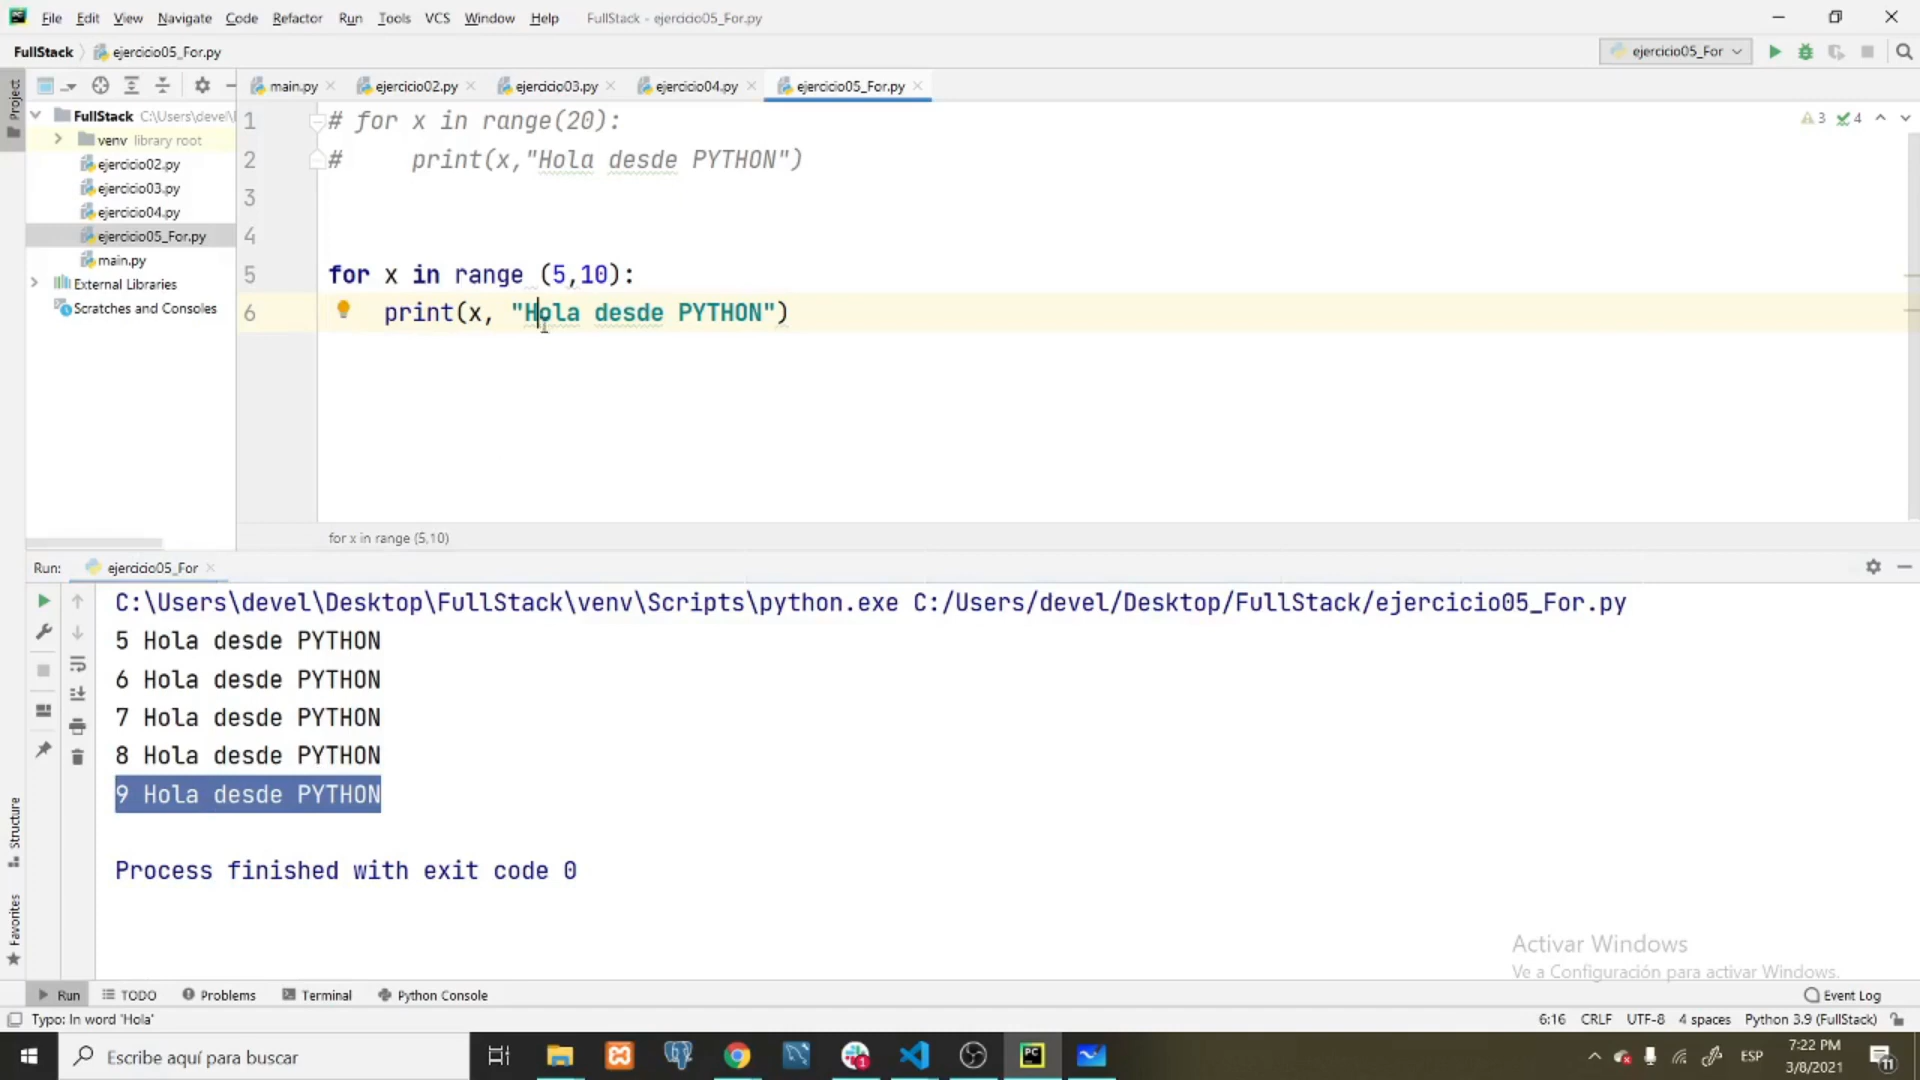 File Edit View Navigate Code Refactor Run Tools VCS Window Help FullStack - ejercicio05_For.py
FullStack ejercicio05_For.py ejercicio05_For
Project main.py ejercicio02.py ejercicio03.py ejercicio04.py ejercicio05_For.py
FullStack C:\Users\devel\
venv library root
ejercicio02.py
ejercicio03.py
ejercicio04.py
ejercicio05_For.py
main.py
External Libraries
Scratches and Consoles
1 # for x in range(20):
2 #     print(x,"Hola desde PYTHON")
3
4
5 for x in range (5,10):
6     print(x, "Hola desde PYTHON")
3 4
for x in range (5,10)
Run: ejercicio05_For
C:\Users\devel\Desktop\FullStack\venv\Scripts\python.exe C:/Users/devel/Desktop/FullStack/ejercicio05_For.py
5 Hola desde PYTHON
6 Hola desde PYTHON
7 Hola desde PYTHON
8 Hola desde PYTHON
9 Hola desde PYTHON
Process finished with exit code 0
Structure
Favorites
Activar Windows
Ve a Configuración para activar Windows.
Run TODO Problems Terminal Python Console Event Log
Typo: In word 'Hola' 6:16 CRLF UTF-8 4 spaces Python 3.9 (FullStack)
Escribe aquí para buscar ESP 7:22 PM
3/8/2021 11